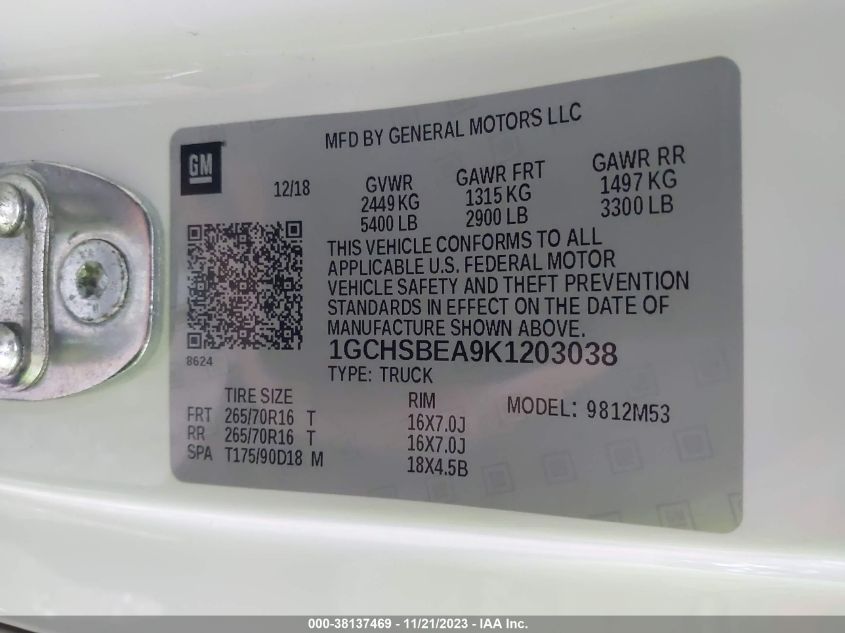 MFD BY GENERAL MOTORS LLC
GM
12/18
GVWR GAWR FRT GAWR RR
2449 KG 1315 KG 1497 KG
5400 LB 2900 LB 3300 LB
THIS VEHICLE CONFORMS TO ALL
APPLICABLE U.S. FEDERAL MOTOR
VEHICLE SAFETY AND THEFT PREVENTION
STANDARDS IN EFFECT ON THE DATE OF
MANUFACTURE SHOWN ABOVE.
8624
1GCHSBEA9K1203038
TYPE: TRUCK
TIRE SIZE RIM MODEL: 9812M53
FRT 265/70R16 T 16X7.0J
RR 265/70R16 T 16X7.0J
SPA T175/90D18 M 18X4.5B
000-38137469 - 11/21/2023 - IAA Inc.